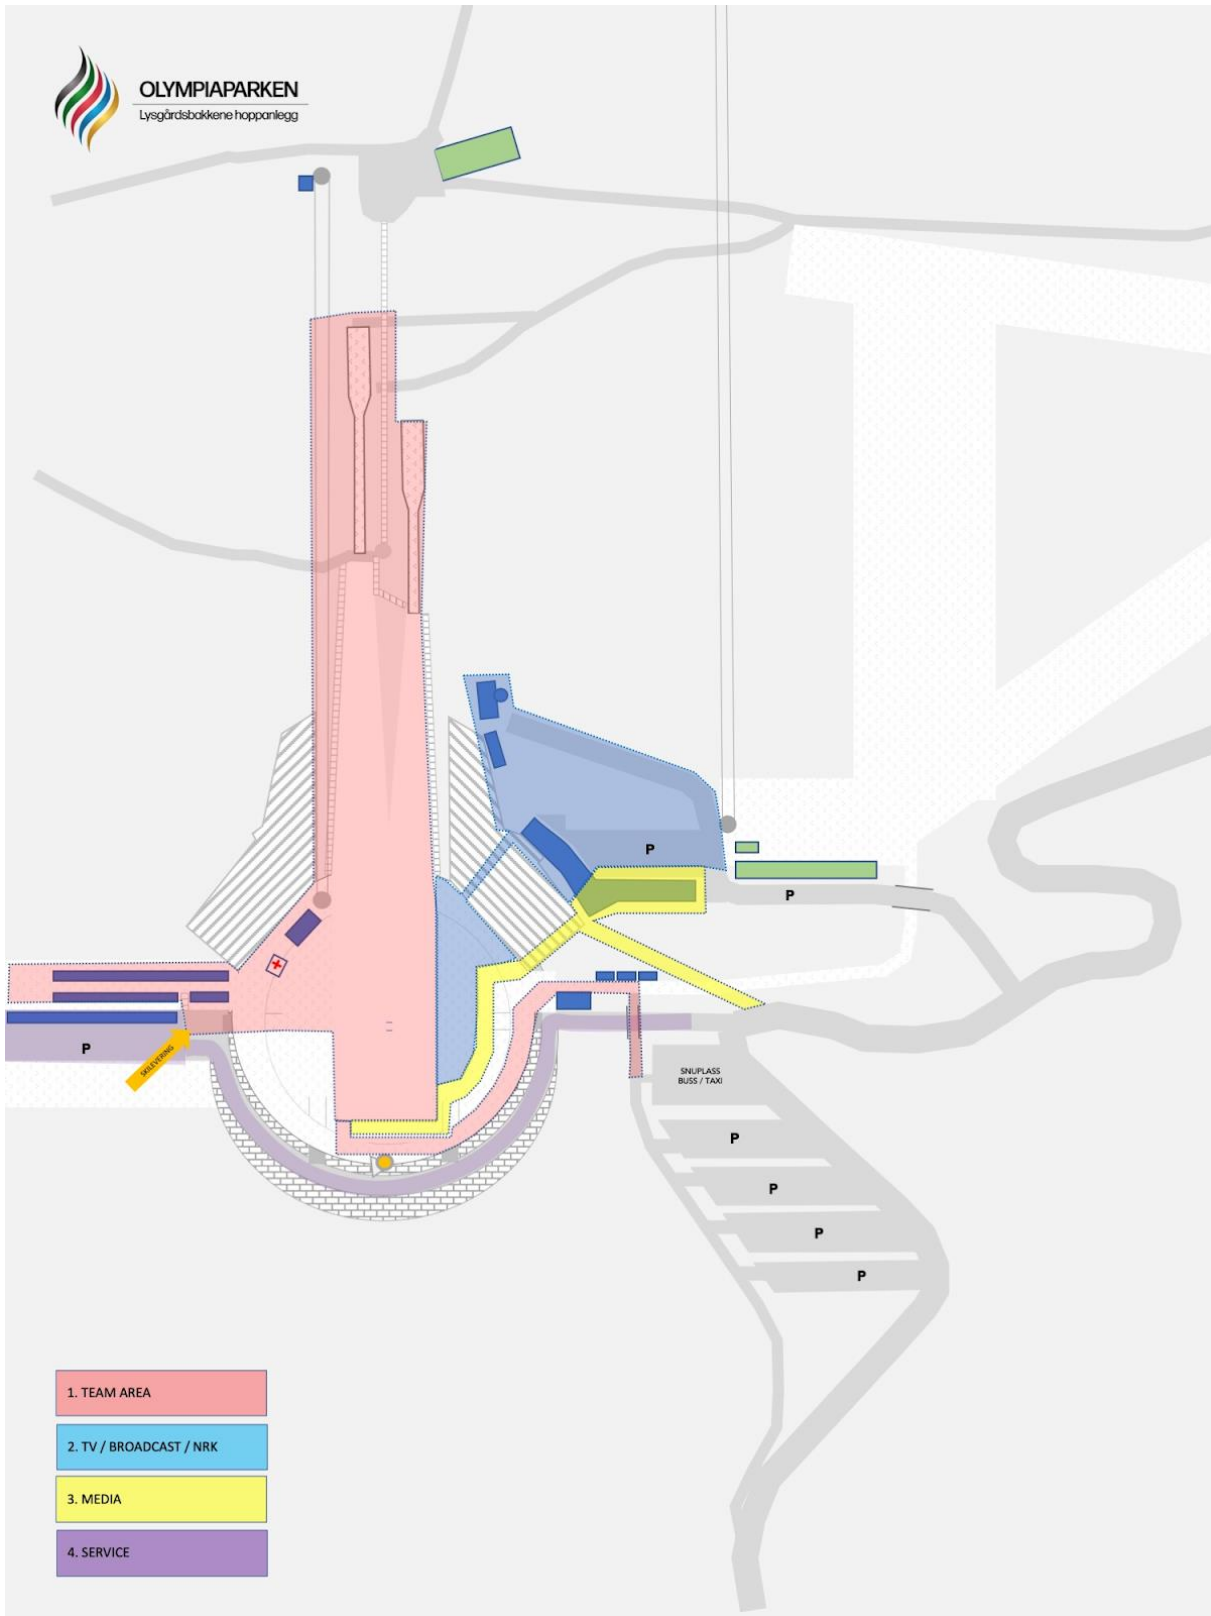 OLYMPIAPARKEN
Lysgårdsbakkene hoppanlegg
P
P
P
SKILEVERING
SNUPLASS
BUSS / TAXI
P
P
P
P
1. TEAM AREA
2. TV / BROADCAST / NRK
3. MEDIA
4. SERVICE